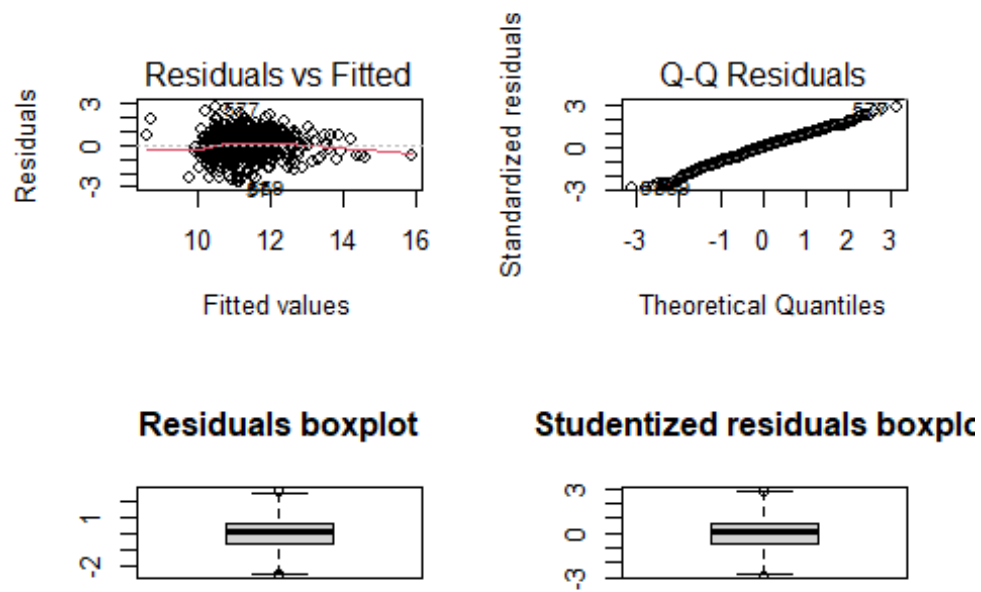 Residuals vs Fitted
Residuals
3
0
-3
577
10 12 14 16
Fitted values
Q-Q Residuals
Standardized residuals
3
0
-3
-3 -1 0 1 2 3
Theoretical Quantiles
Residuals boxplot
1
-2
Studentized residuals boxplo
3
0
-3